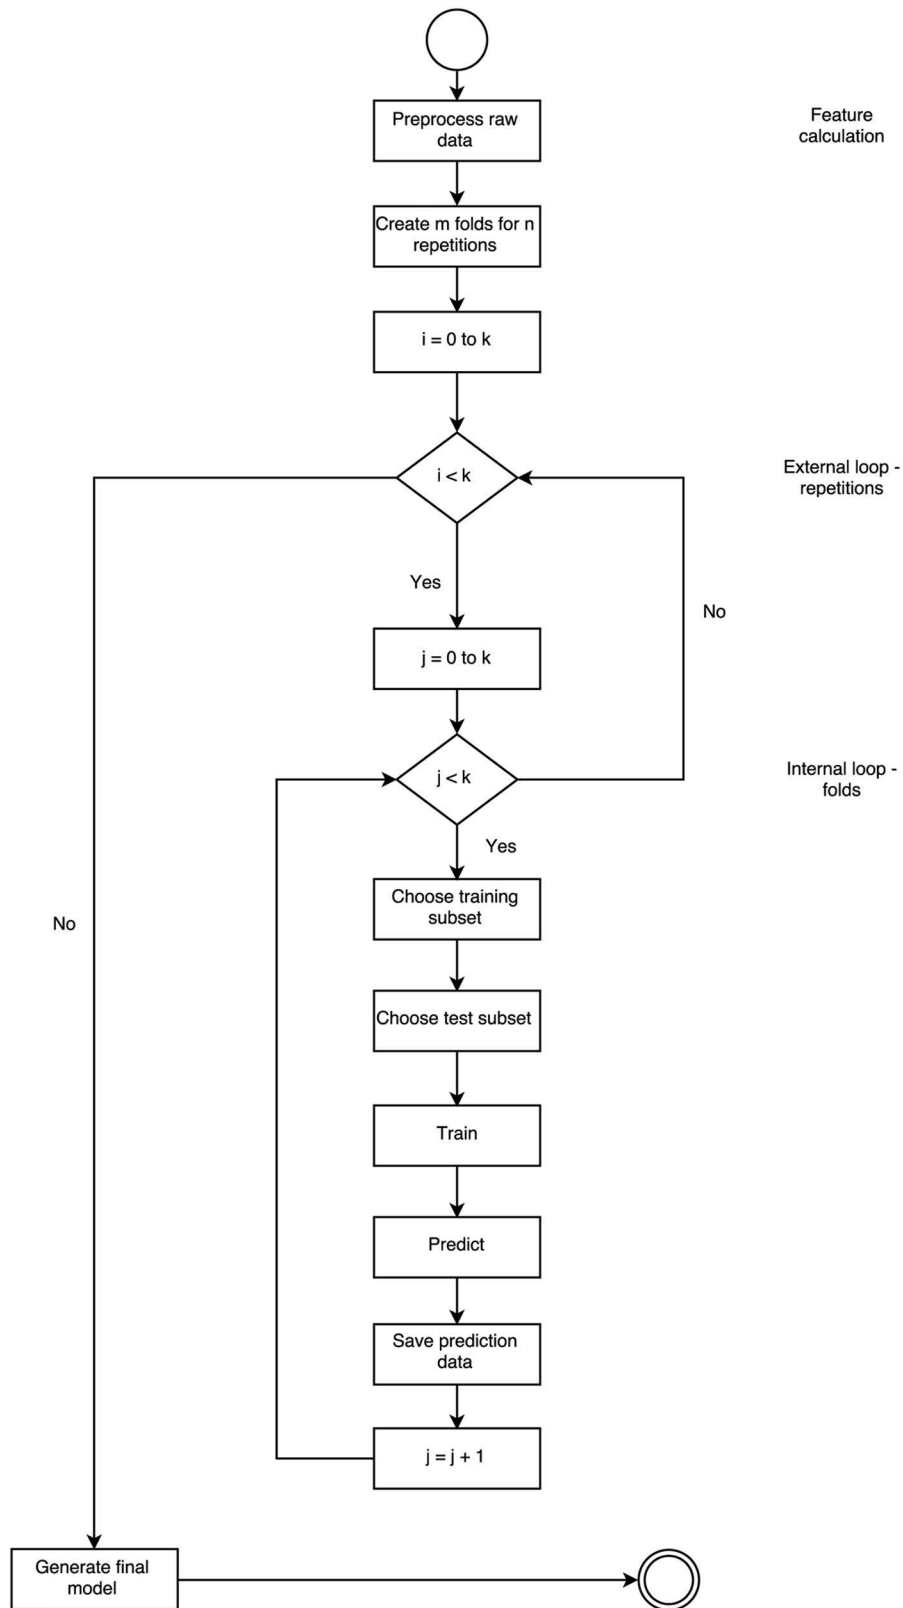 Preprocess raw
data
Feature
calculation
Create m folds for n
repetitions
i = 0 to k
i < k
External loop -
repetitions
Yes
No
j = 0 to k
j < k
Internal loop -
folds
Yes
Choose training
subset
No
Choose test subset
Train
Predict
Save prediction
data
j = j + 1
Generate final
model